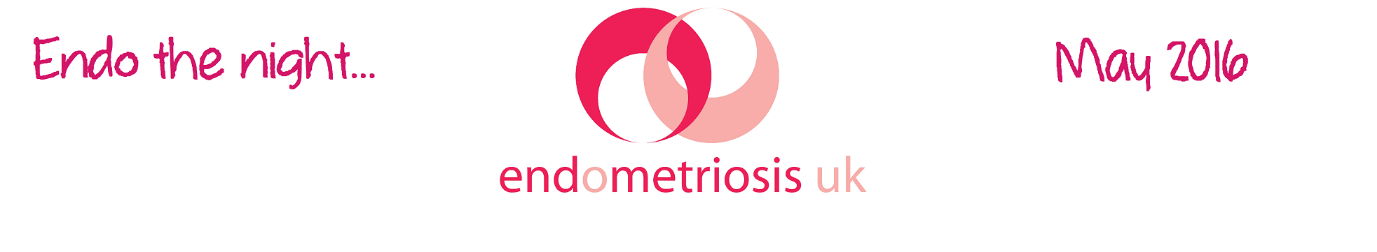 Endo the night...
May 2016
endometriosis uk